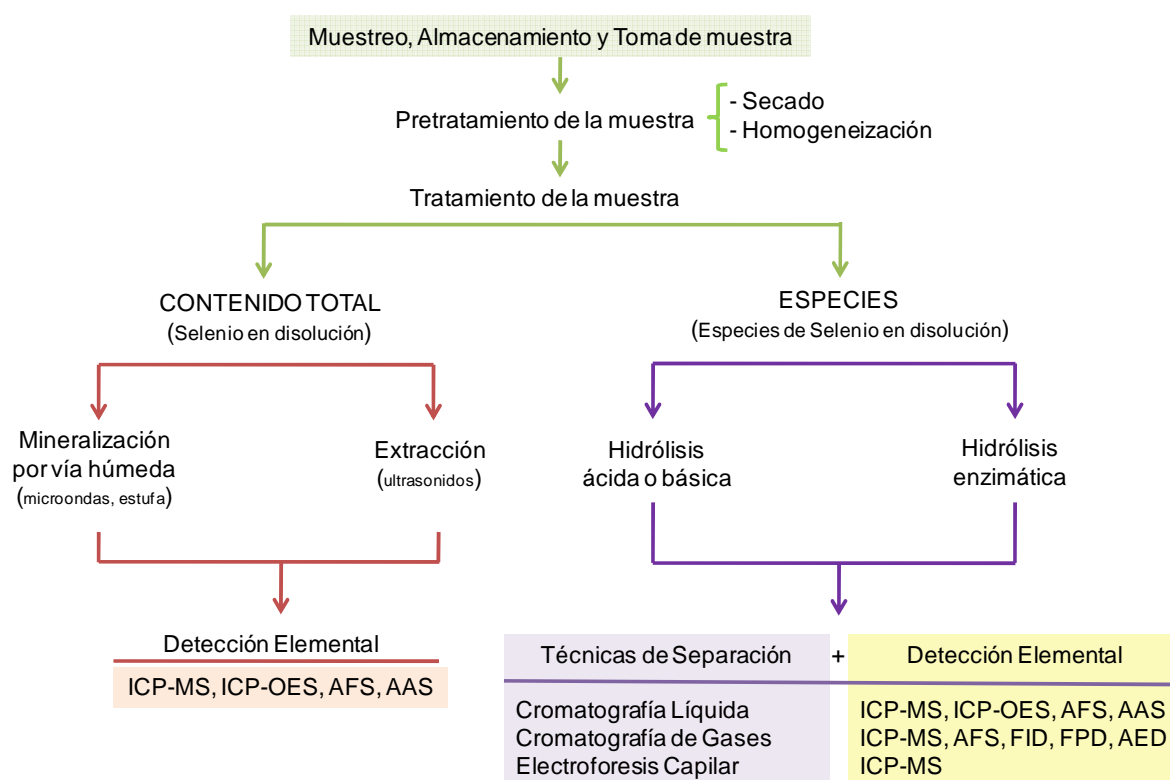 Muestreo, Almacenamiento y Toma de muestra
Pretratamiento de la muestra
- Secado
- Homogeneización
Tratamiento de la muestra
CONTENIDO TOTAL
(Selenio en disolución)
ESPECIES
(Especies de Selenio en disolución)
Mineralización
por vía húmeda
(microondas, estufa)
Extracción
(ultrasonidos)
Hidrólisis
ácida o básica
Hidrólisis
enzimática
Detección Elemental
ICP-MS, ICP-OES, AFS, AAS
Técnicas de Separación + Detección Elemental
Cromatografía Líquida ICP-MS, ICP-OES, AFS, AAS
Cromatografía de Gases ICP-MS, AFS, FID, FPD, AED
Electroforesis Capilar ICP-MS